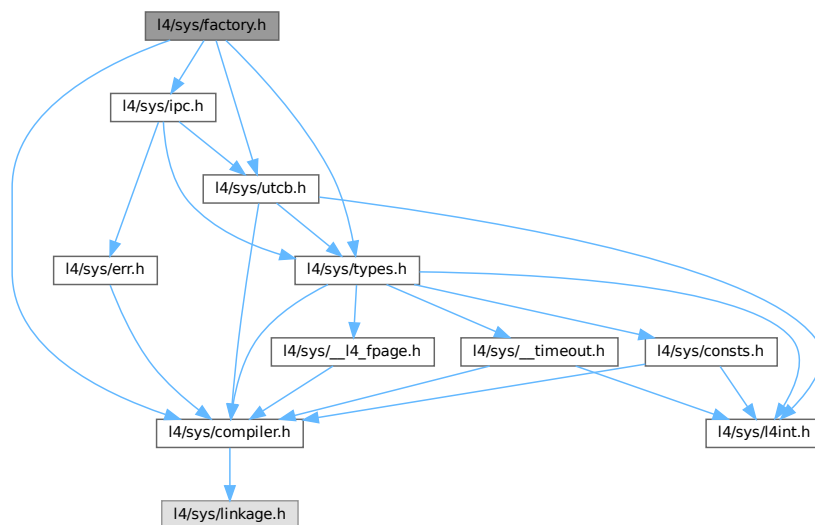 l4/sys/factory.h
l4/sys/ipc.h
l4/sys/utcb.h
l4/sys/err.h
l4/sys/types.h
l4/sys/__l4_fpage.h
l4/sys/__timeout.h
l4/sys/consts.h
l4/sys/compiler.h
l4/sys/l4int.h
l4/sys/linkage.h